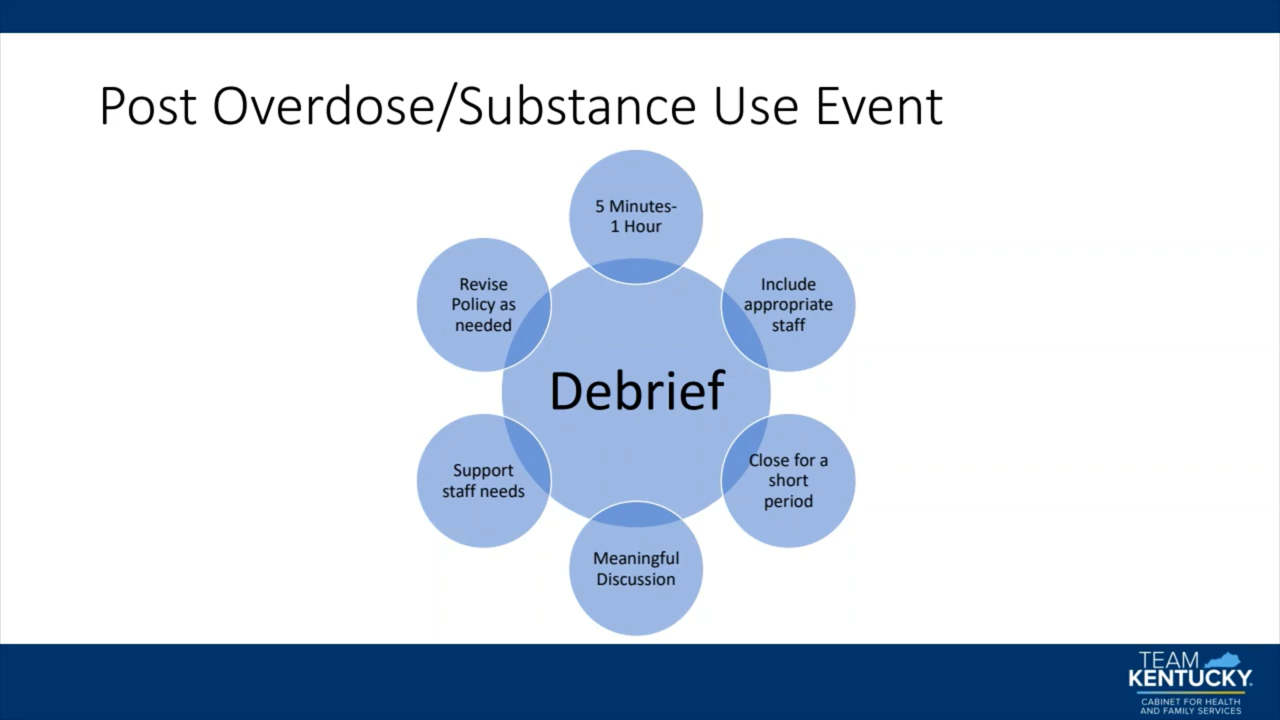 Post Overdose/Substance Use Event
5 Minutes-
1 Hour
Include
appropriate
staff
Close for a
short
period
Meaningful
Discussion
Support
staff needs
Revise
Policy as
needed
Debrief
TEAM
KENTUCKY®
CABINET FOR HEALTH
AND FAMILY SERVICES